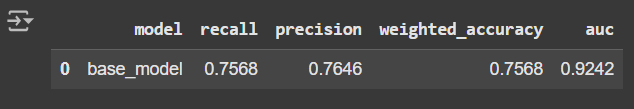 model recall precision weighted_accuracy auc
0 base_model 0.7568 0.7646 0.7568 0.9242